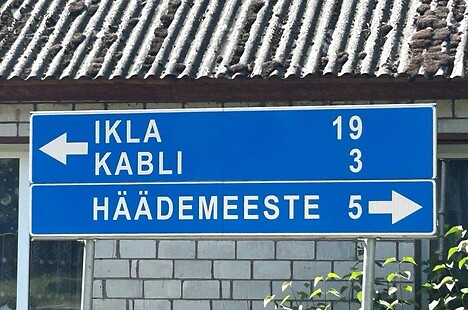 IKLA 19
KABLI 3
HÄÄDEMEESTE 5